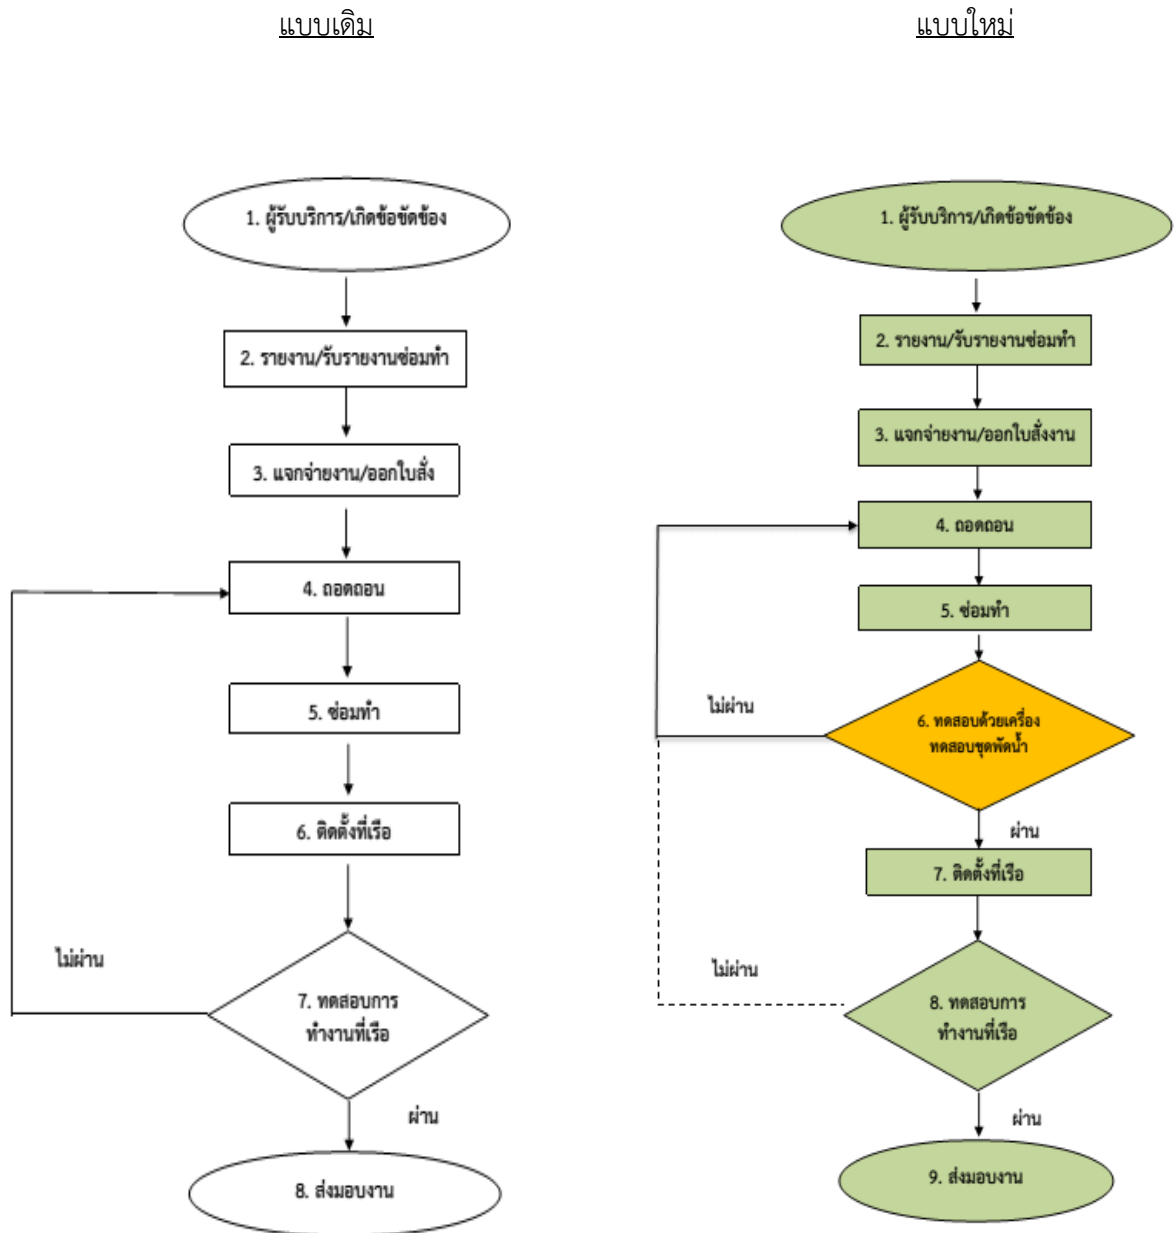 แบบเดิม
1. ผู้รับบริการ/เกิดข้อขัดข้อง
2. รายงาน/รับรายงานซ่อมทำ
3. แจกจ่ายงาน/ออกใบสั่ง
4. ถอดถอน
5. ซ่อมทำ
6. ติดตั้งที่เรือ
ไม่ผ่าน
7. ทดสอบการ
ทำงานที่เรือ
ผ่าน
8. ส่งมอบงาน
แบบใหม่
1. ผู้รับบริการ/เกิดข้อขัดข้อง
2. รายงาน/รับรายงานซ่อมทำ
3. แจกจ่ายงาน/ออกใบสั่งงาน
4. ถอดถอน
5. ซ่อมทำ
ไม่ผ่าน
6. ทดสอบด้วยเครื่อง
ทดสอบชุดพัดน้ำ
ผ่าน
7. ติดตั้งที่เรือ
ไม่ผ่าน
8. ทดสอบการ
ทำงานที่เรือ
ผ่าน
9. ส่งมอบงาน